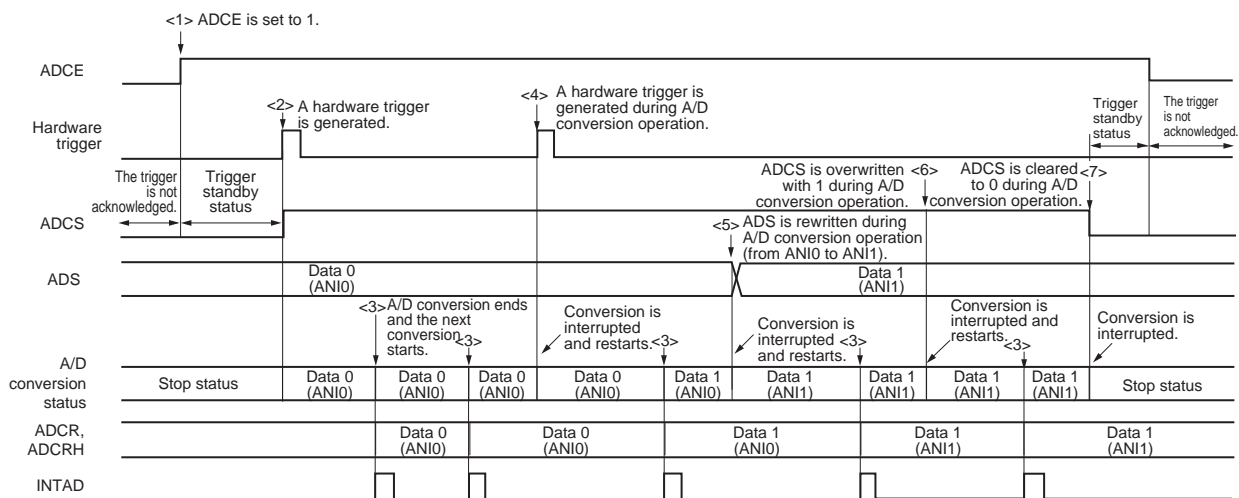 <1> ADCE is set to 1.
ADCE
<2> A hardware trigger
is generated.
<4> A hardware trigger is
generated during A/D
conversion operation.
Trigger
standby
status
The trigger
is not
acknowledged.
Hardware
trigger
The trigger
is not
acknowledged.
Trigger
standby
status
ADCS is overwritten <6>
with 1 during A/D
conversion operation.
ADCS is cleared <7>
to 0 during A/D
conversion operation.
ADCS
<5> ADS is rewritten during
A/D conversion operation
(from ANI0 to ANI1).
ADS
Data 0
(ANI0)
Data 1
(ANI1)
<3> A/D conversion ends
and the next
conversion
starts.
<3>
Conversion is
interrupted
and restarts.
<3>
Conversion is
interrupted
and restarts.
<3>
Conversion is
interrupted and
restarts.
<3>
Conversion is
interrupted.
A/D
conversion
status
Stop status
Data 0
(ANI0)
Data 0
(ANI0)
Data 0
(ANI0)
Data 0
(ANI0)
Data 1
(ANI0)
Data 1
(ANI1)
Data 1
(ANI1)
Data 1
(ANI1)
Data 1
(ANI1)
Stop status
ADCR,
ADCRH
Data 0
(ANI0)
Data 0
(ANI0)
Data 1
(ANI0)
Data 1
(ANI1)
Data 1
(ANI1)
INTAD